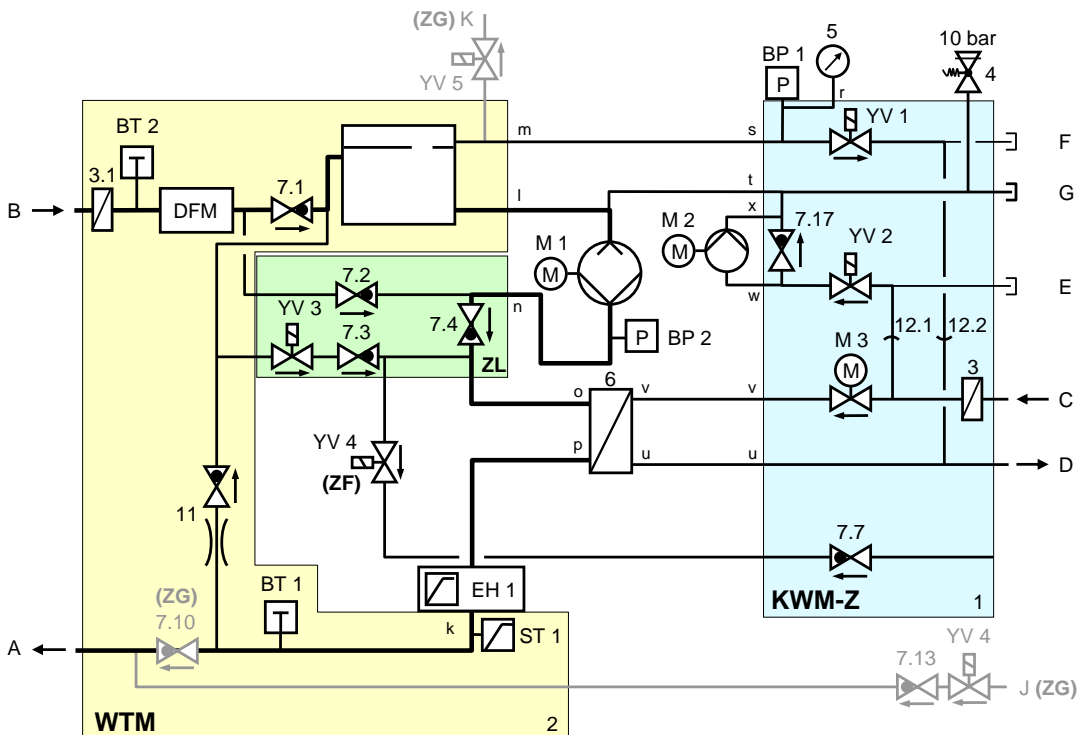 (ZG) K
5
10 bar
BP 1
YV 5
P
4
r
BT 2
YV 1
m
s
F
3.1
7.1
B
DFM
l
t
G
x
M 2
7.17
M 1
M
YV 2
M
7.2
n
w
E
YV 3
7.4
12.1
12.2
7.3
P
BP 2
M 3
ZL
6
M
3
o
v
v
C
YV 4
p
u
u
D
(ZF)
11
7.7
BT 1
EH 1
KWM-Z
1
(ZG)
k
ST 1
7.10
YV 4
A
7.13
J (ZG)
WTM
2